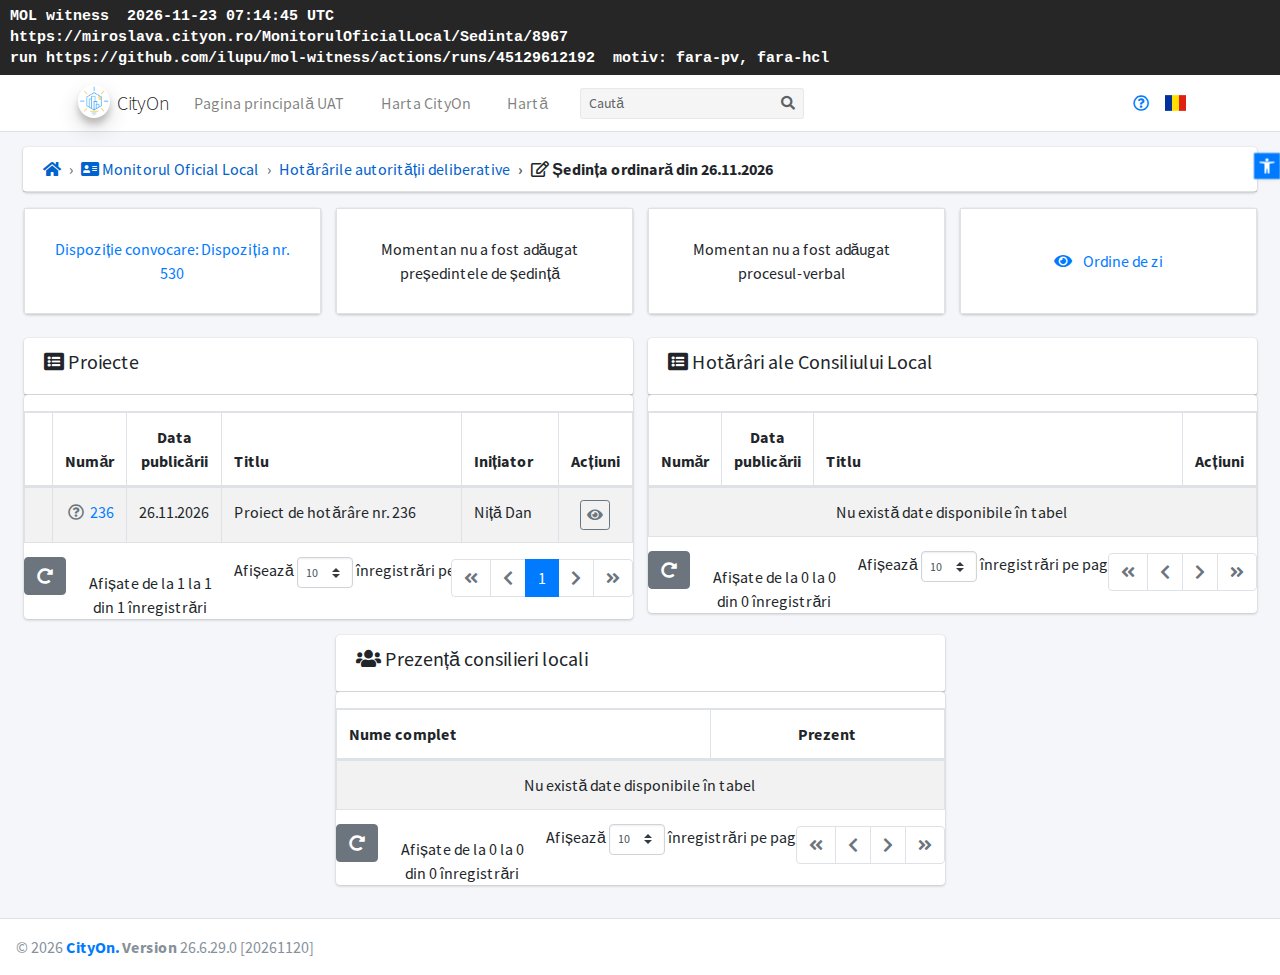 MOL witness  2026-11-23 07:14:45 UTC
https://miroslava.cityon.ro/MonitorulOficialLocal/Sedinta/8967
run https://github.com/ilupu/mol-witness/actions/runs/45129612192  motiv: fara-pv, fara-hcl
CityOn Pagina principală UAT Harta CityOn Hartă Caută
› Monitorul Oficial Local › Hotărârile autorității deliberative › Ședința ordinară din 26.11.2026
Dispoziție convocare: Dispoziția nr.
530
Momentan nu a fost adăugat
președintele de ședință
Momentan nu a fost adăugat
procesul-verbal
Ordine de zi
Proiecte
Număr Data publicării Titlu Inițiator Acțiuni
236 26.11.2026 Proiect de hotărâre nr. 236 Niță Dan
Afișate de la 1 la 1
din 1 înregistrări
Afișează 10 înregistrări pe
« ‹ 1 › »
Hotărâri ale Consiliului Local
Număr Data publicării Titlu Acțiuni
Nu există date disponibile în tabel
Afișate de la 0 la 0
din 0 înregistrări
Afișează 10 înregistrări pe pag
« ‹ › »
Prezență consilieri locali
Nume complet Prezent
Nu există date disponibile în tabel
Afișate de la 0 la 0
din 0 înregistrări
Afișează 10 înregistrări pe pag
« ‹ › »
© 2026 CityOn. Version 26.6.29.0 [20261120]